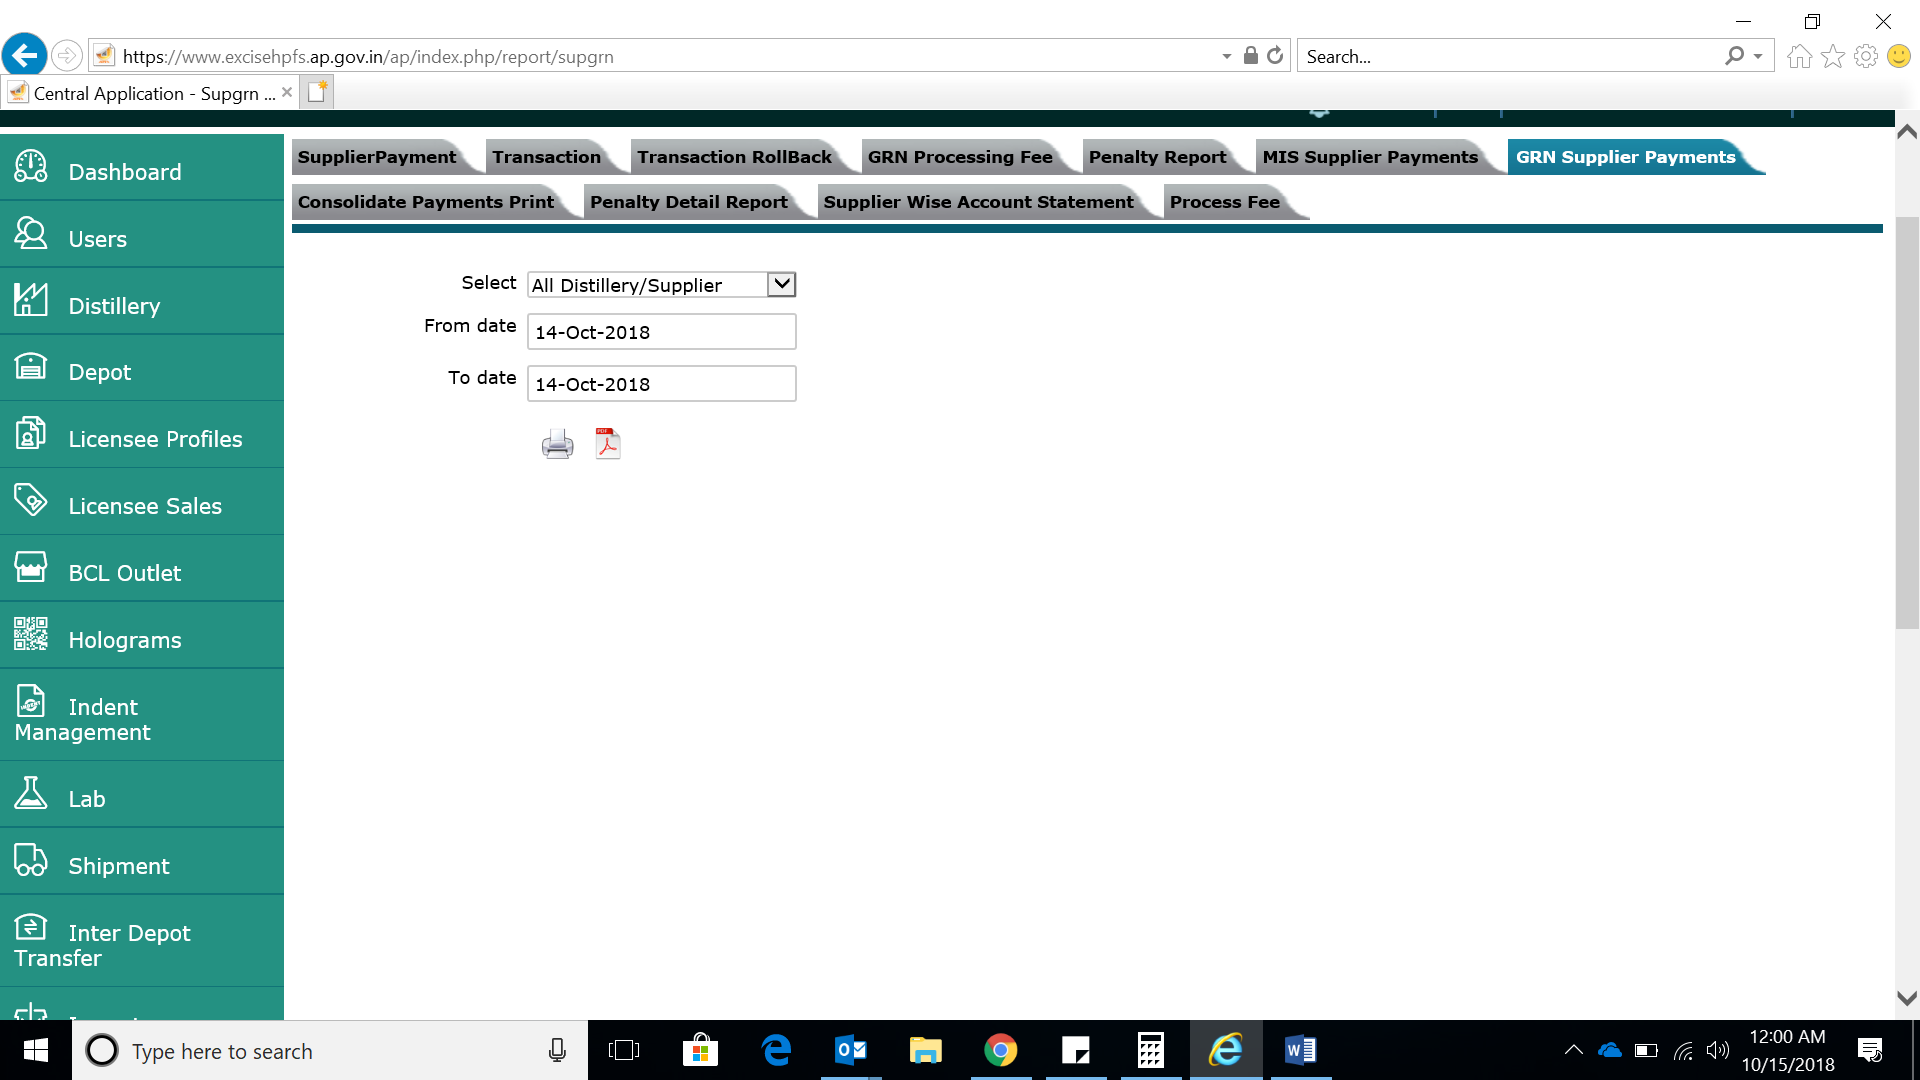 https://www.excisehpfs.ap.gov.in/ap/index.php/report/supgrn
Search...
Central Application - Supgrn ...
SupplierPayment
Transaction
Transaction RollBack
GRN Processing Fee
Penalty Report
MIS Supplier Payments
GRN Supplier Payments
Consolidate Payments Print
Penalty Detail Report
Supplier Wise Account Statement
Process Fee
Dashboard
Users
Distillery
Depot
Licensee Profiles
Licensee Sales
BCL Outlet
Holograms
Indent
Management
Lab
Shipment
Inter Depot
Transfer
Select
All Distillery/Supplier
From date
14-Oct-2018
To date
14-Oct-2018
PDF
Type here to search
12:00 AM
10/15/2018